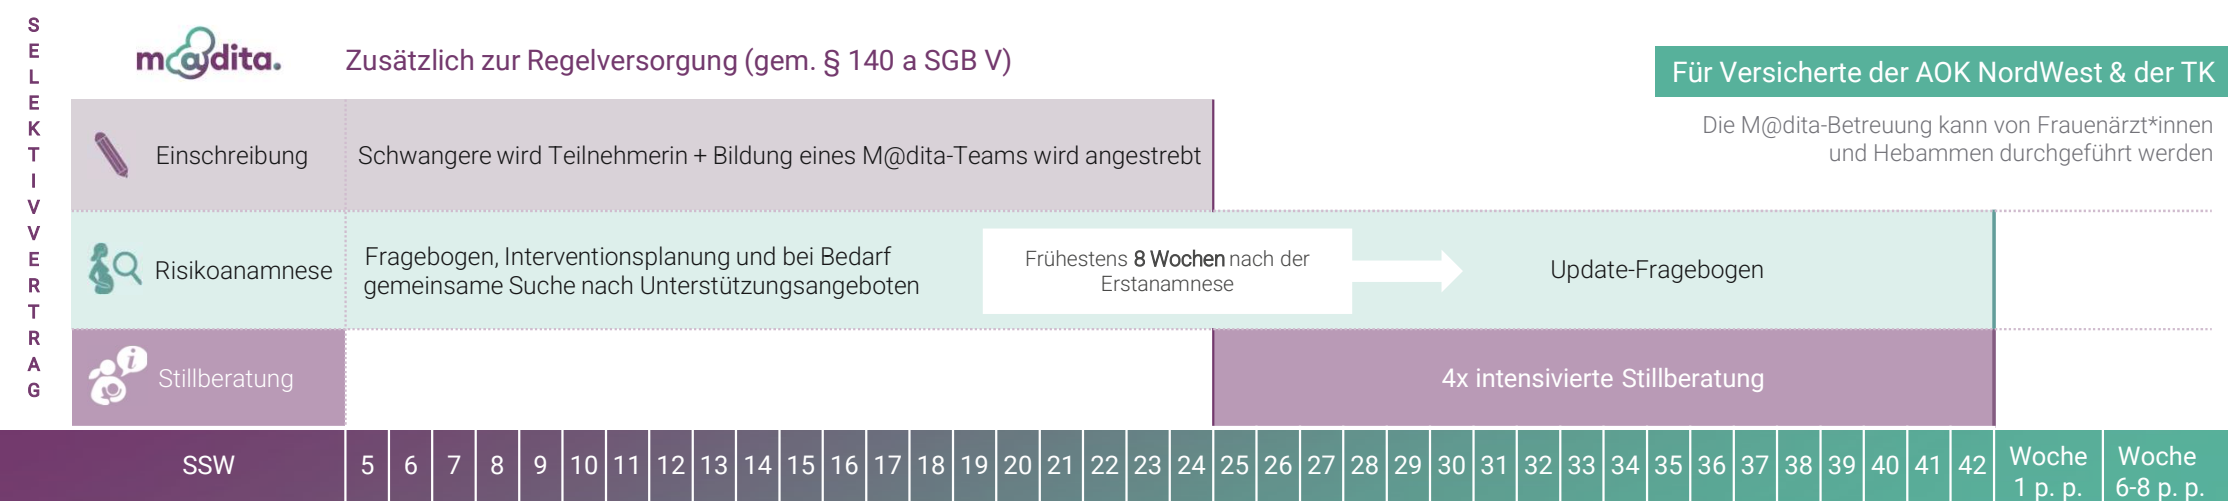 SELEKTIVVERTRAG
m@dita.
Zusätzlich zur Regelversorgung (gem. § 140 a SGB V)
Für Versicherte der AOK NordWest & der TK
Die M@dita-Betreuung kann von Frauenärzt*innen
und Hebammen durchgeführt werden
Einschreibung
Schwangere wird Teilnehmerin + Bildung eines M@dita-Teams wird angestrebt
Risikoanamnese
Fragebogen, Interventionsplanung und bei Bedarf
gemeinsame Suche nach Unterstützungsangeboten
Frühestens 8 Wochen nach der
Erstanamnese
Update-Fragebogen
i
Stillberatung
4x intensivierte Stillberatung
SSW 5 6 7 8 9 10 11 12 13 14 15 16 17 18 19 20 21 22 23 24 25 26 27 28 29 30 31 32 33 34 35 36 37 38 39 40 41 42
Woche
1 p. p.
Woche
6-8 p. p.